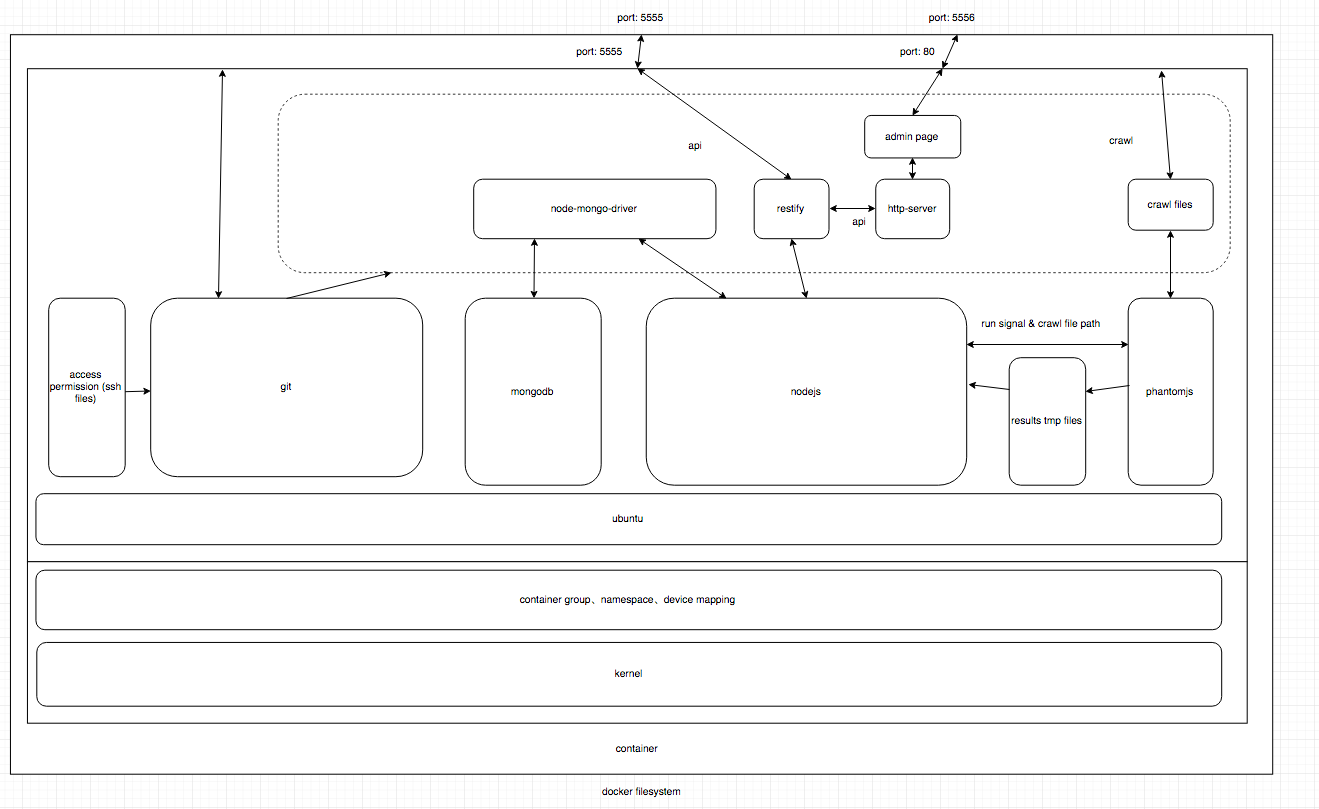 port: 5555
port: 5556
port: 5555
port: 80
admin page
crawl
api
node-mongo-driver
restify
http-server
crawl files
api
run signal & crawl file path
access
permission (ssh
files)
git
mongodb
nodejs
phantomjs
results tmp files
ubuntu
container group、namespace、device mapping
kernel
container
docker filesystem